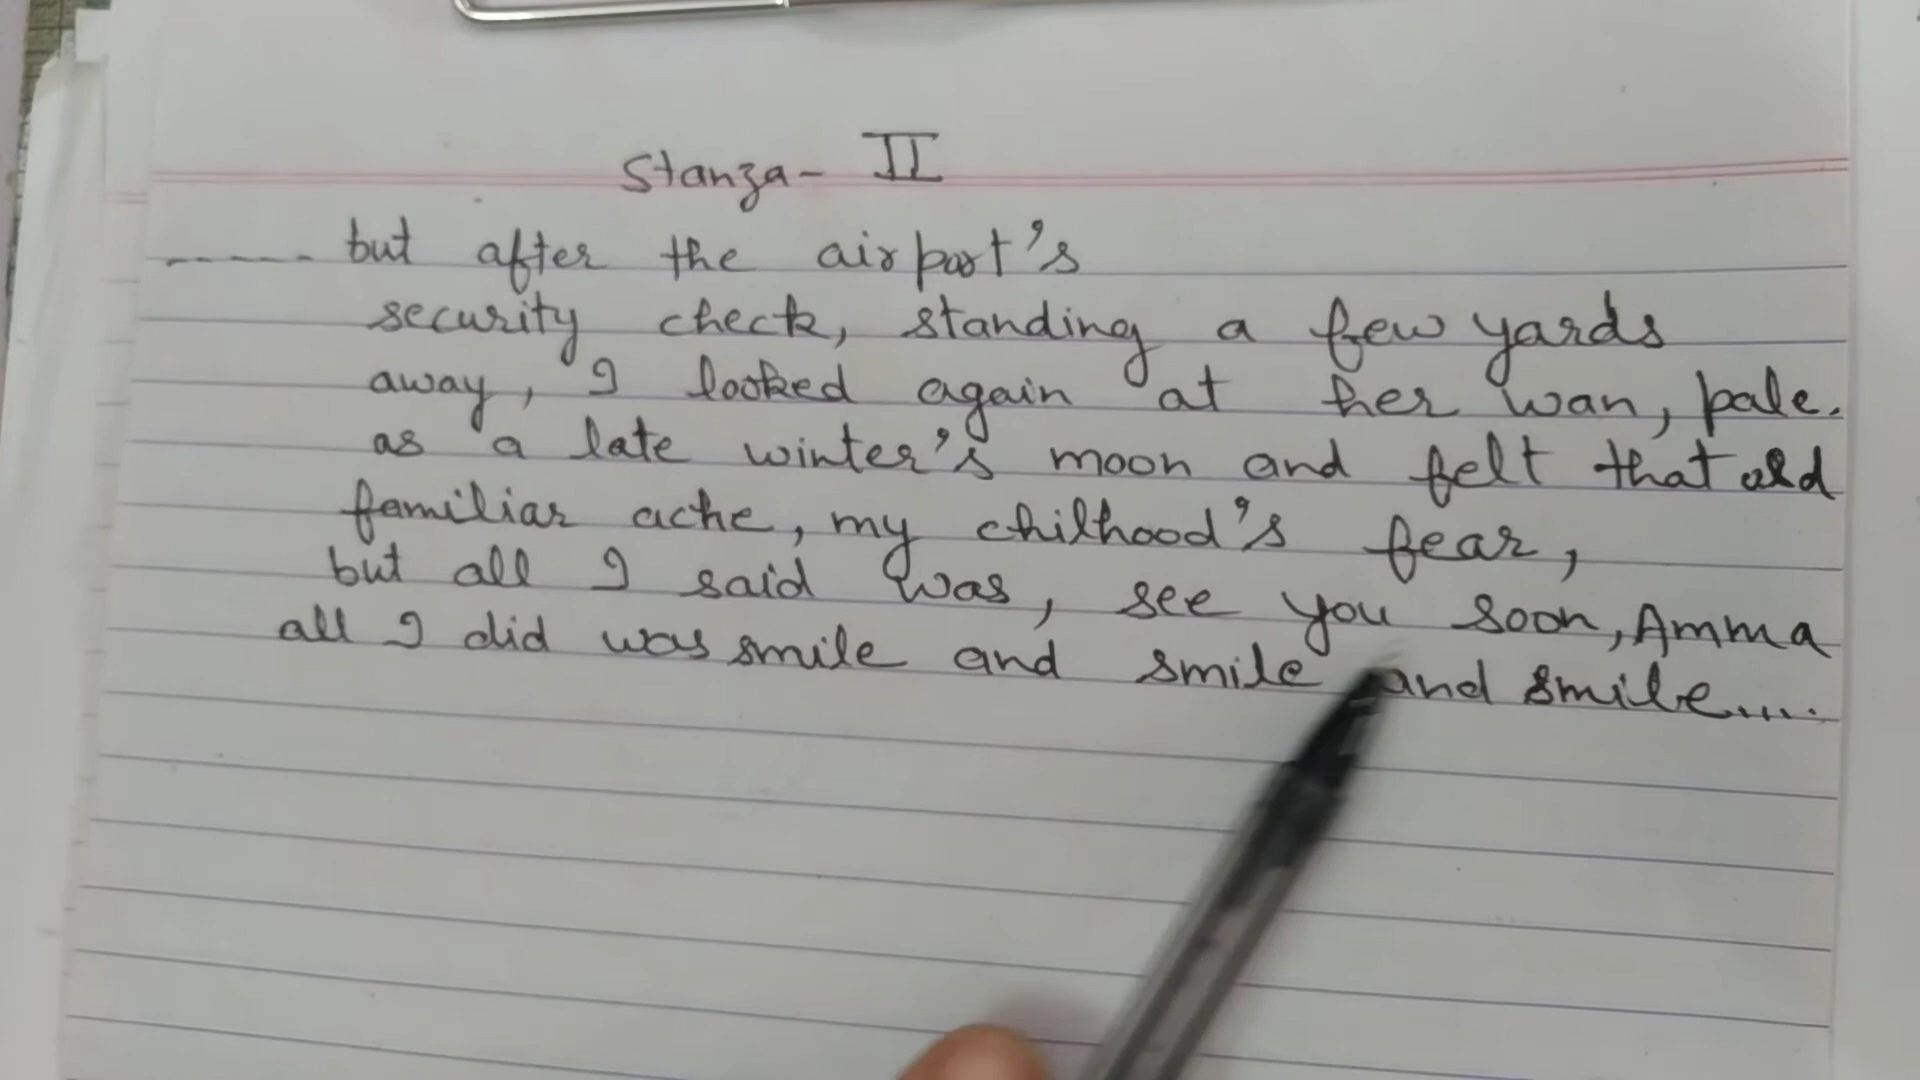 Stanza- II
------ but after the airport's
security check, standing a few yards
away, I looked again at her wan, pale.
as a late winter's moon and felt that old
familiar ache, my chilhood's fear,
but all I said was, see you soon, Amma
all I did was smile and smile and smile....